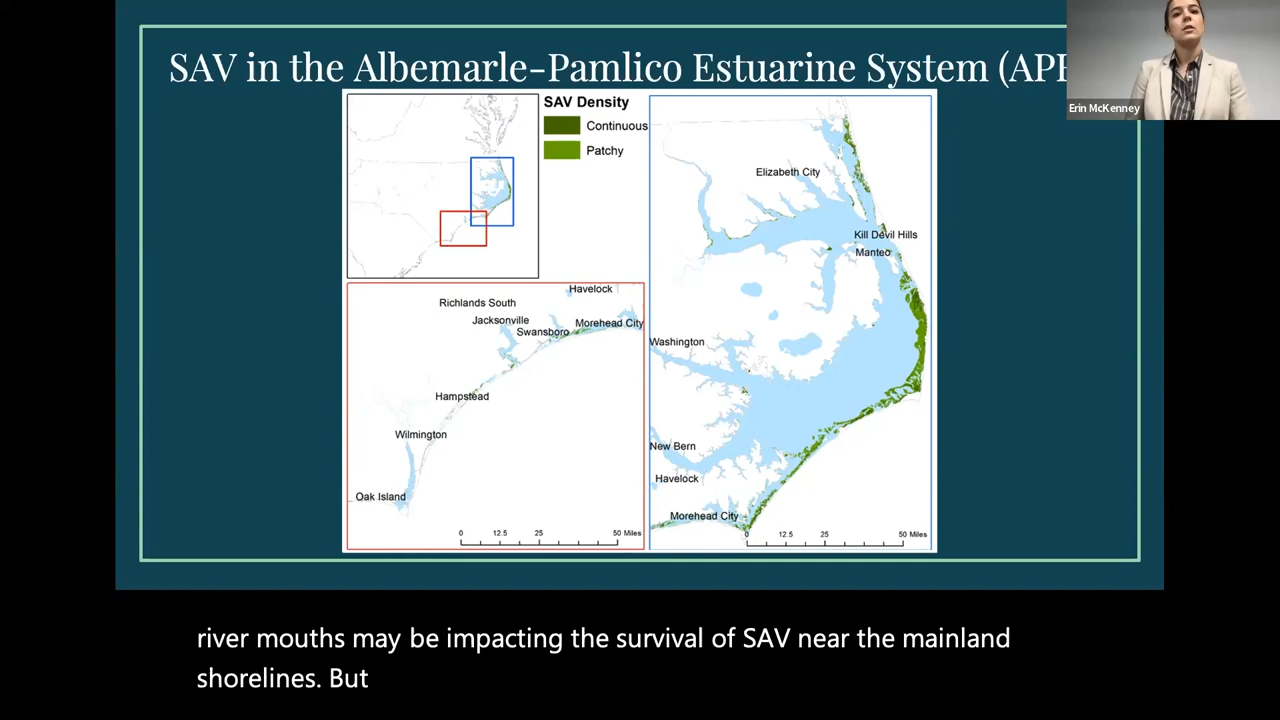 SAV in the Albemarle-Pamlico Estuarine System (APE
Erin McKenney
SAV Density
Continuous
Patchy
Elizabeth City
Kill Devil Hills
Manteo
Washington
New Bern
Havelock
Morehead City
0 12.5 25 50 Miles
Havelock
Richlands South
Jacksonville
Morehead City
Swansboro
Hampstead
Wilmington
Oak Island
0 12.5 25 50 Miles
river mouths may be impacting the survival of SAV near the mainland
shorelines. But